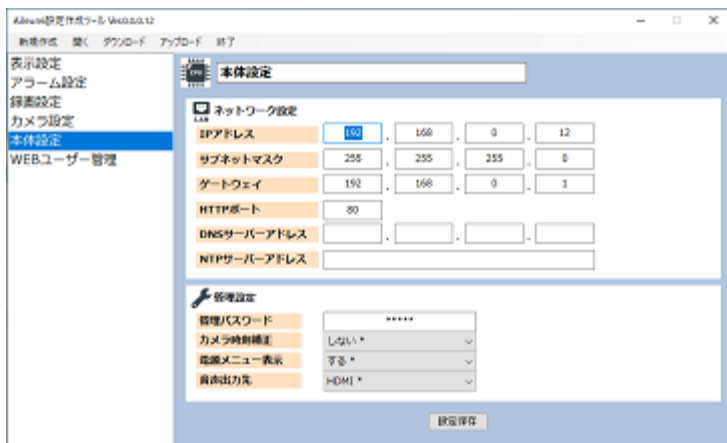 設定作成ツール Ver.0.0.0.12
新規作成 開く ダウンロード アップロード 終了
表示設定
アラーム設定
録画設定
カメラ設定
本体設定
WEBユーザー管理
CPU
本体設定
LAN
ネットワーク設定
IPアドレス 192 . 168 . 0 . 12
サブネットマスク 255 . 255 . 255 . 0
ゲートウェイ 192 . 168 . 0 . 1
HTTPポート 80
DNSサーバーアドレス . . .
NTPサーバーアドレス
管理設定
管理パスワード *****
カメラ時刻補正 しない *
電源メニュー表示 する *
音声出力先 HDMI *
設定保存